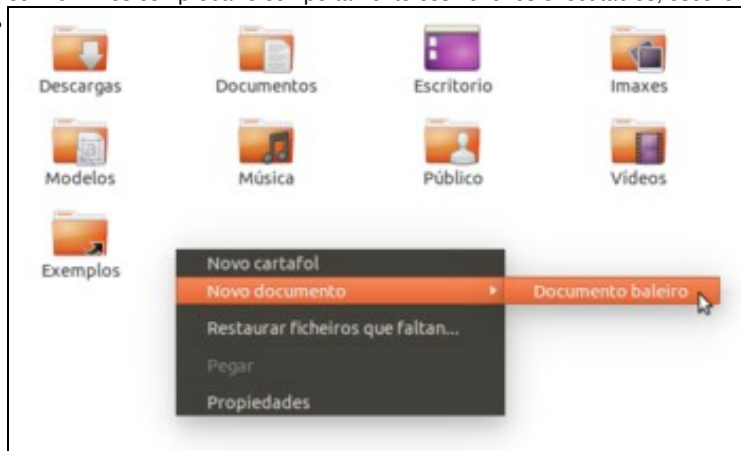 Descargas Documentos Escritorio Imaxes
Modelos Música Público Vídeos
Exemplos
Novo cartafol
Novo documento Documento baleiro
Restaurar ficheiros que faltan...
Pegar
Propiedades